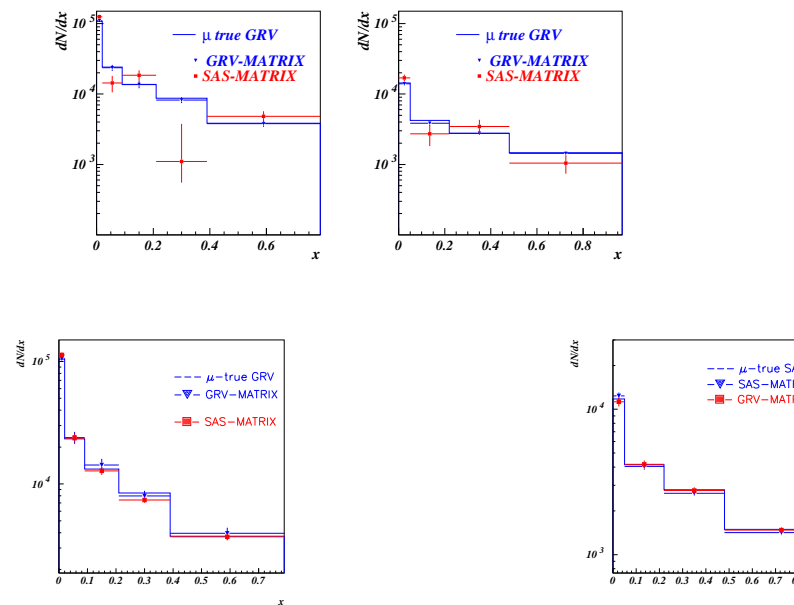 dN/dx
dN/dx
10^5
μ true GRV
GRV-MATRIX
SAS-MATRIX
10^4
10^3
0 0.2 0.4 0.6
x
10^5
μ true GRV
GRV-MATRIX
SAS-MATRIX
10^4
10^3
0 0.2 0.4 0.6 0.8
x
dN/dx
10^5
μ-true GRV
GRV-MATRIX
SAS-MATRIX
10^4
0 0.1 0.2 0.3 0.4 0.5 0.6 0.7
x
dN/dx
μ-true SA
SAS-MAT
GRV-MATI
10^4
10^3
0 0.1 0.2 0.3 0.4 0.5 0.6 0.7